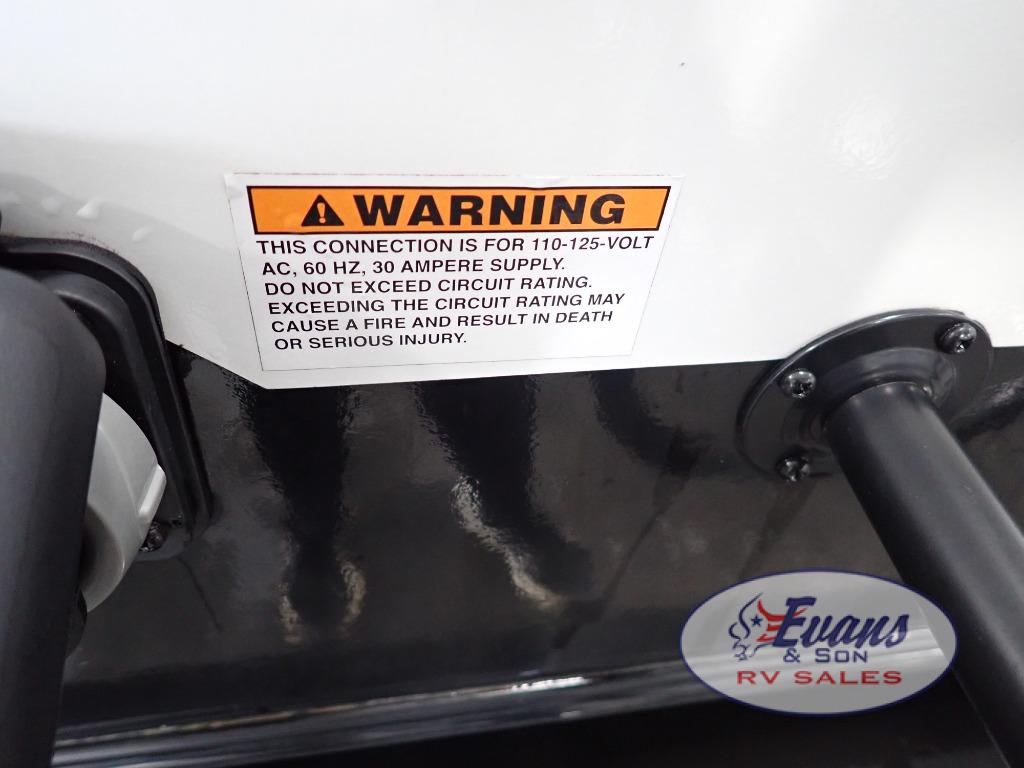 WARNING
THIS CONNECTION IS FOR 110-125-VOLT
AC, 60 HZ, 30 AMPERE SUPPLY.
DO NOT EXCEED CIRCUIT RATING.
EXCEEDING THE CIRCUIT RATING MAY
CAUSE A FIRE AND RESULT IN DEATH
OR SERIOUS INJURY.
Evans
& SON
RV SALES